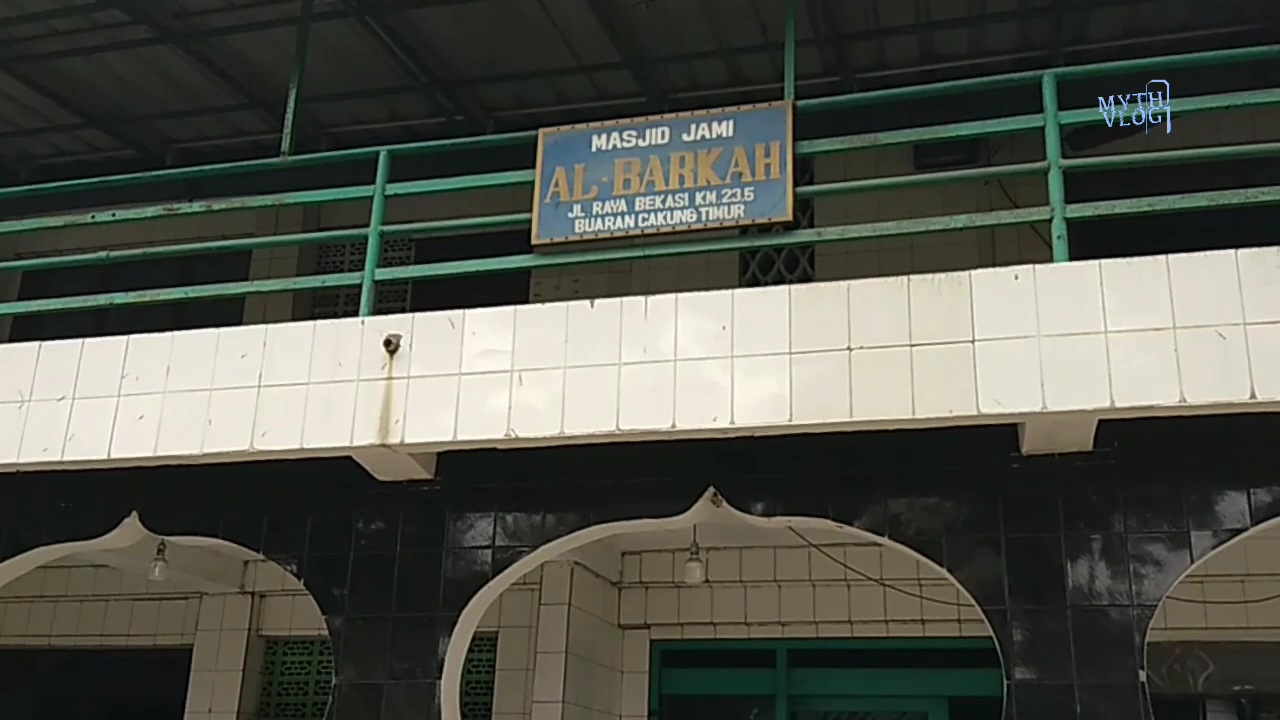 MASJID JAMI
AL-BARKAH
JL. RAYA BEKASI KM.23.5
BUARAN CAKUNG TIMUR
MYTH
VLOG